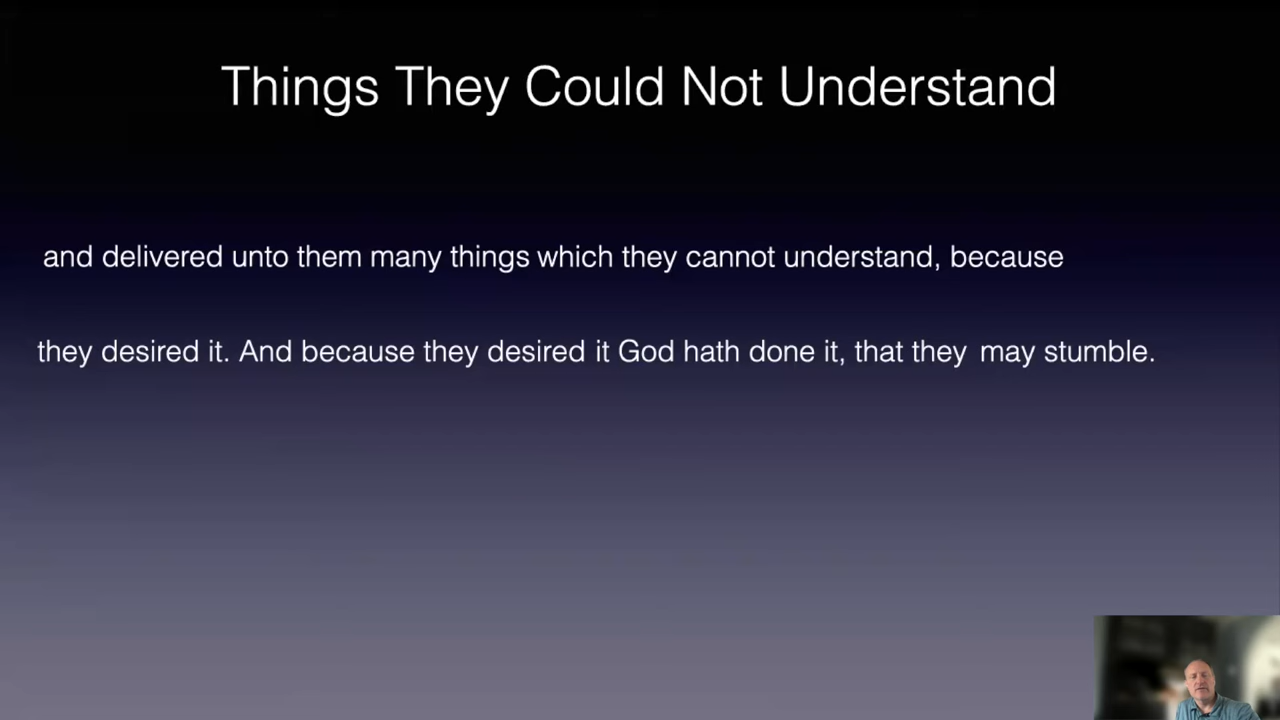 Things They Could Not Understand
and delivered unto them many things which they cannot understand, because
they desired it. And because they desired it God hath done it, that they may stumble.